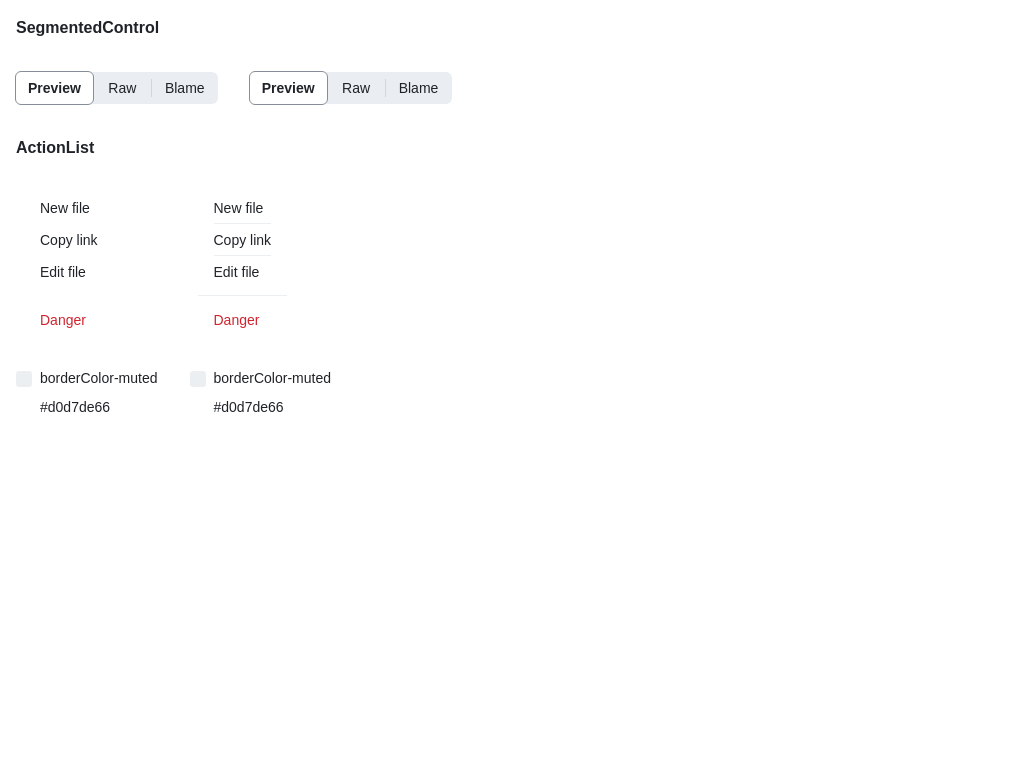 SegmentedControl
Preview Raw Blame Preview Raw Blame
ActionList
New file New file
Copy link Copy link
Edit file Edit file
Danger Danger
borderColor-muted borderColor-muted
#d0d7de66 #d0d7de66